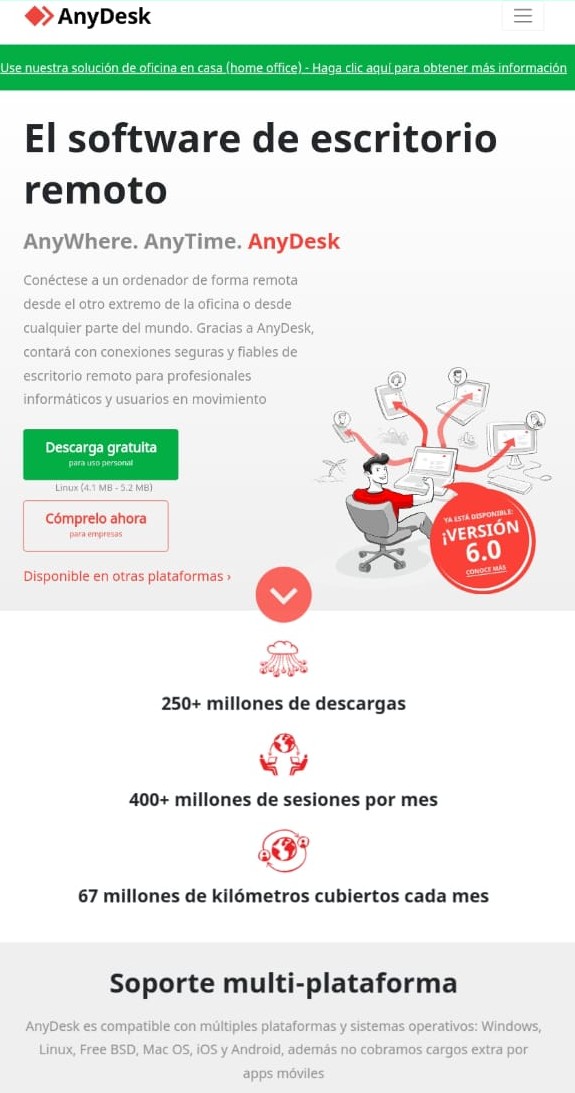 AnyDesk
Use nuestra solución de oficina en casa (home office) - Haga clic aquí para obtener más información
El software de escritorio
remoto
AnyWhere. AnyTime. AnyDesk
Conéctese a un ordenador de forma remota
desde el otro extremo de la oficina o desde
cualquier parte del mundo. Gracias a AnyDesk,
contará con conexiones seguras y fiables de
escritorio remoto para profesionales
informáticos y usuarios en movimiento
Descarga gratuita
para uso personal
Linux (4.1 MB - 5.2 MB)
Cómprelo ahora
para empresas
Disponible en otras plataformas ›
YA ESTÁ DISPONIBLE:
¡VERSIÓN
6.0
CONOCE MÁS
250+ millones de descargas
400+ millones de sesiones por mes
67 millones de kilómetros cubiertos cada mes
Soporte multi-plataforma
AnyDesk es compatible con múltiples plataformas y sistemas operativos: Windows,
Linux, Free BSD, Mac OS, iOS y Android, además no cobramos cargos extra por
apps móviles